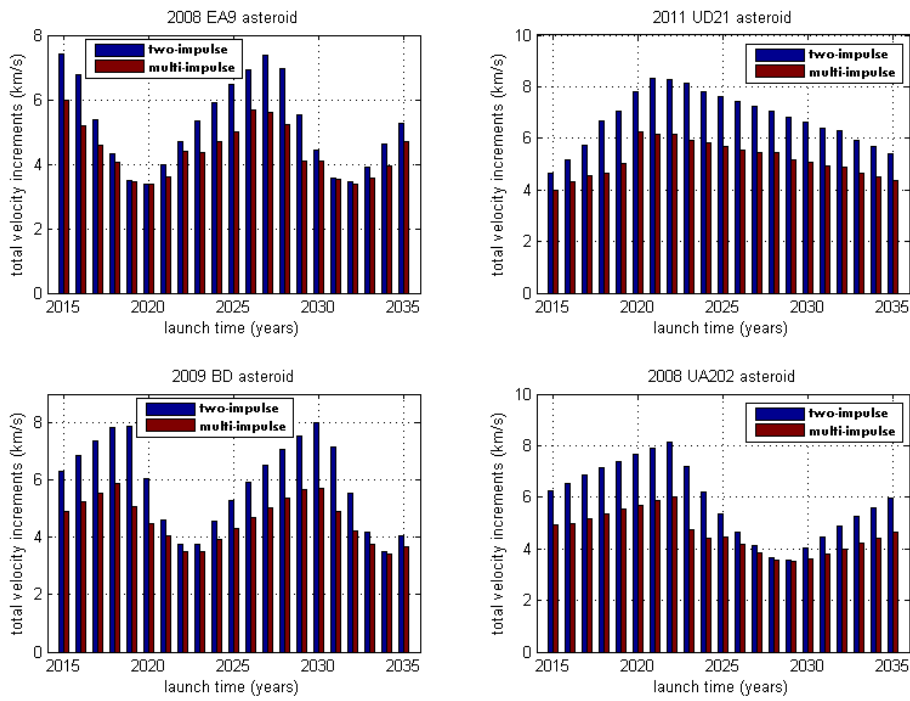 2008 EA9 asteroid
total velocity increments (km/s)
8
6
4
2
0
two-impulse
multi-impulse
2015 2020 2025 2030 2035
launch time (years)
2011 UD21 asteroid
total velocity increments (km/s)
10
8
6
4
2
0
two-impulse
multi-impulse
2015 2020 2025 2030 2035
launch time (years)
2009 BD asteroid
total velocity increments (km/s)
8
6
4
2
0
two-impulse
multi-impulse
2015 2020 2025 2030 2035
launch time (years)
2008 UA202 asteroid
total velocity increments (km/s)
10
8
6
4
2
0
two-impulse
multi-impulse
2015 2020 2025 2030 2035
launch time (years)